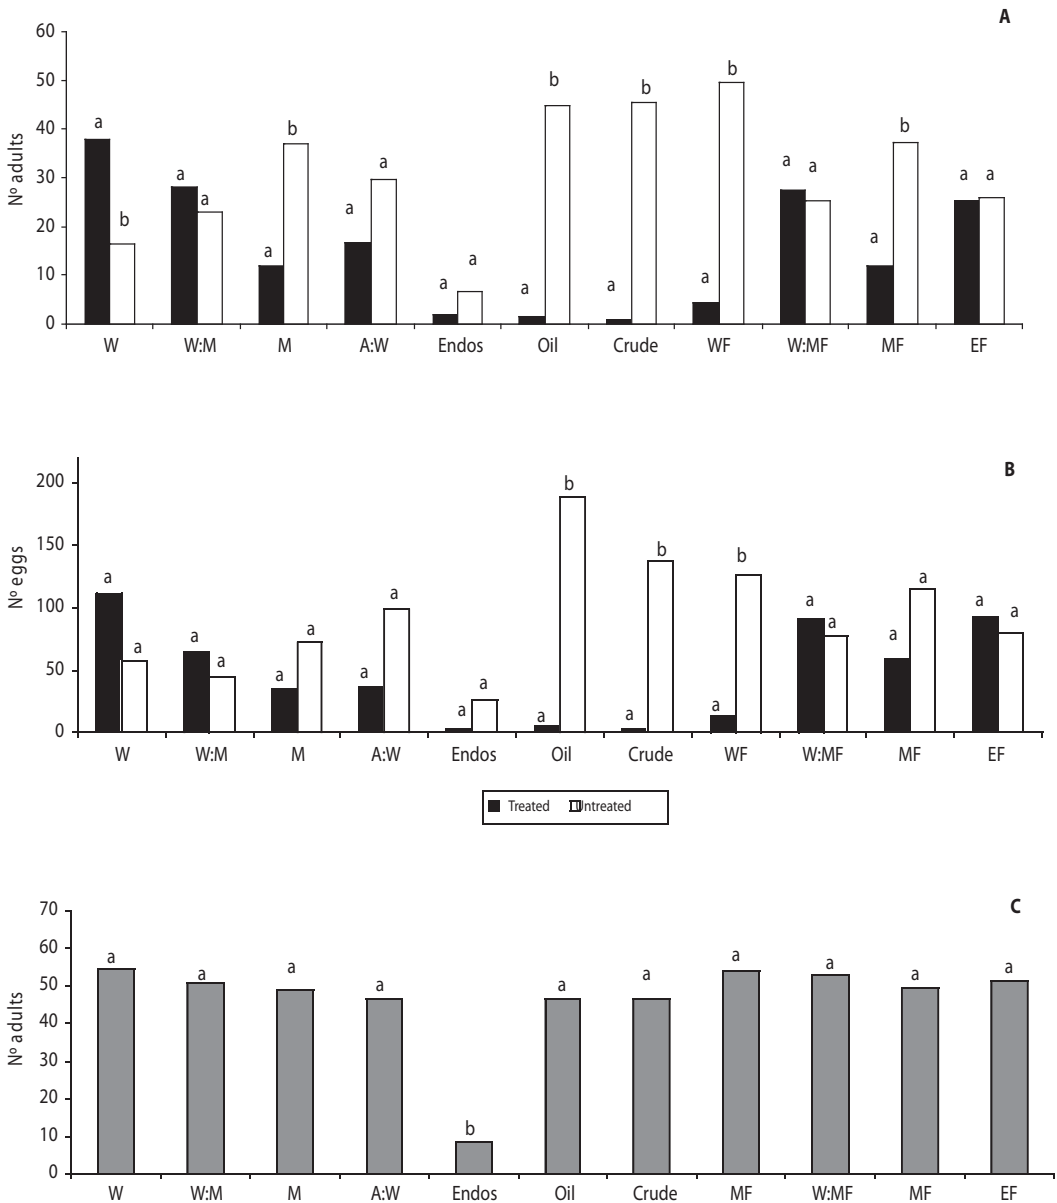 A
60
50
40
30
20
10
0
Nº adults
a b a a a b a a a a a b a b a b a a a b a a
W W:M M A:W Endos Oil Crude WF W:MF MF EF
B
200
150
100
50
0
Nº eggs
a a a a a a a a a a a b a b a b a a a a a a
W W:M M A:W Endos Oil Crude WF W:MF MF EF
Treated Untreated
C
70
60
50
40
30
20
10
0
Nº adults
a a a a b a a a a a a
W W:M M A:W Endos Oil Crude MF W:MF MF EF